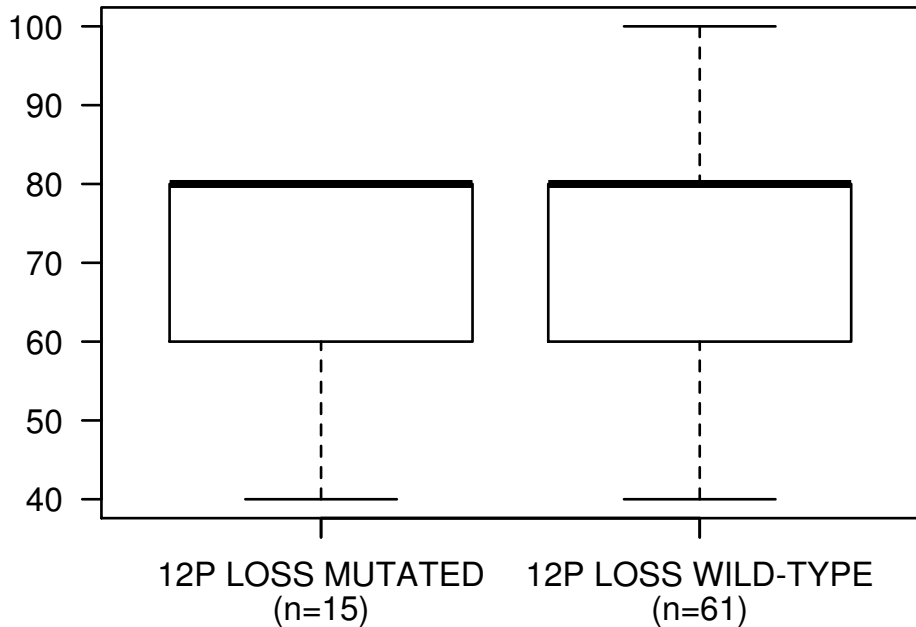 100
90
80
70
60
50
40
12P LOSS MUTATED
(n=15)
12P LOSS WILD-TYPE
(n=61)